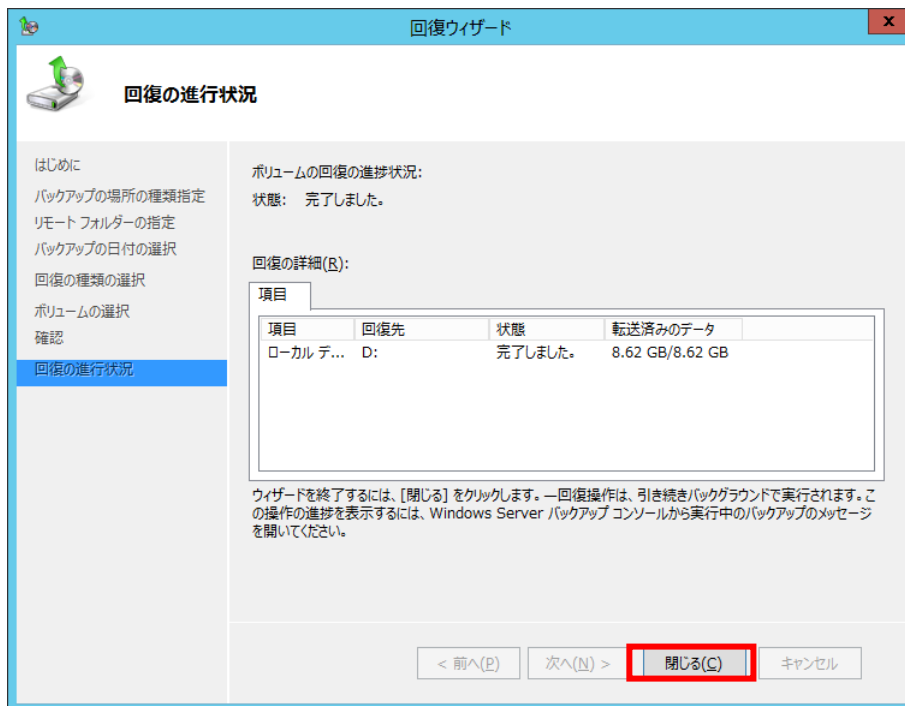 回復ウィザード
x
回復の進行状況
はじめに
バックアップの場所の種類指定
リモート フォルダーの指定
バックアップの日付の選択
回復の種類の選択
ボリュームの選択
確認
回復の進行状況
ボリュームの回復の進捗状況:
状態: 完了しました。
回復の詳細(R):
項目
項目 回復先 状態 転送済みのデータ
ローカル デ... D: 完了しました。 8.62 GB/8.62 GB
ウィザードを終了するには、[閉じる] をクリックします。―回復操作は、引き続きバックグラウンドで実行されます。こ
の操作の進捗を表示するには、Windows Server バックアップ コンソールから実行中のバックアップのメッセージ
を開いてください。
< 前へ(P) 次へ(N) > 閉じる(C) キャンセル